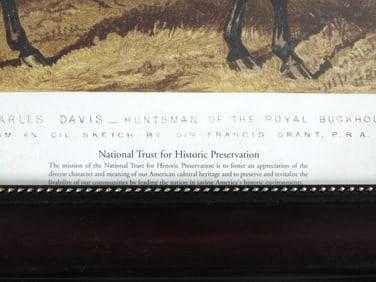 ARLES DAVIS — HUNTSMAN OF THE ROYAL BUCKHOU
OM AN OIL SKETCH BY SIR FRANCIS GRANT, P.R.A.
National Trust for Historic Preservation
The mission of the National Trust for Historic Preservation is to foster an appreciation of the
diverse character and meaning of our American cultural heritage and to preserve and revitalize the
livability of our communities by leading the nation in saving America's historic environments.